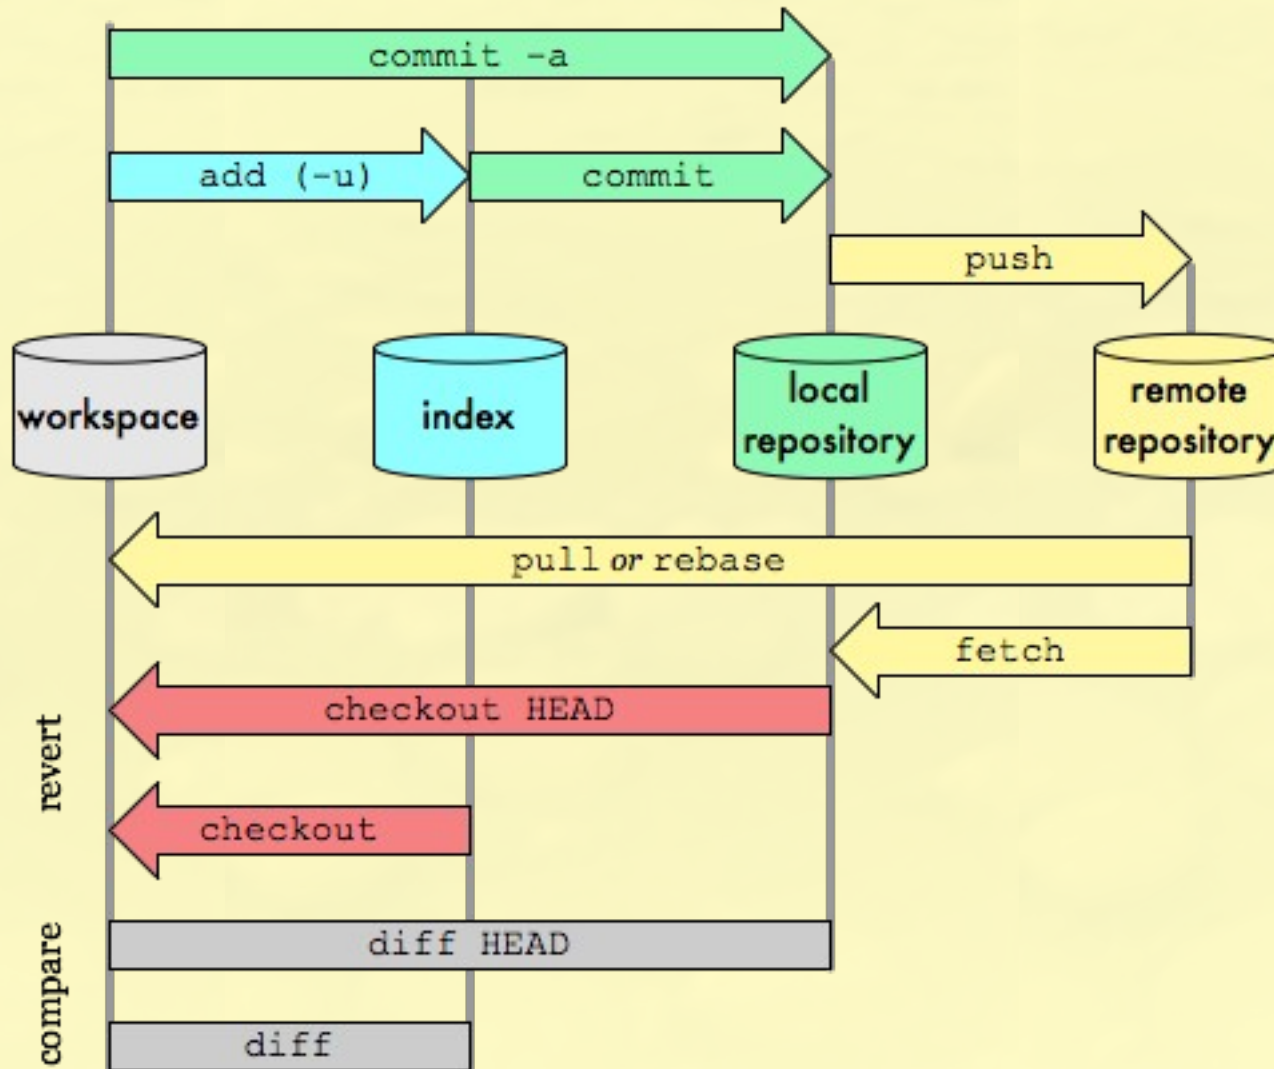 commit -a
add (-u)
commit
push
workspace
index
local
repository
remote
repository
pull or rebase
fetch
revert
checkout HEAD
checkout
compare
diff HEAD
diff